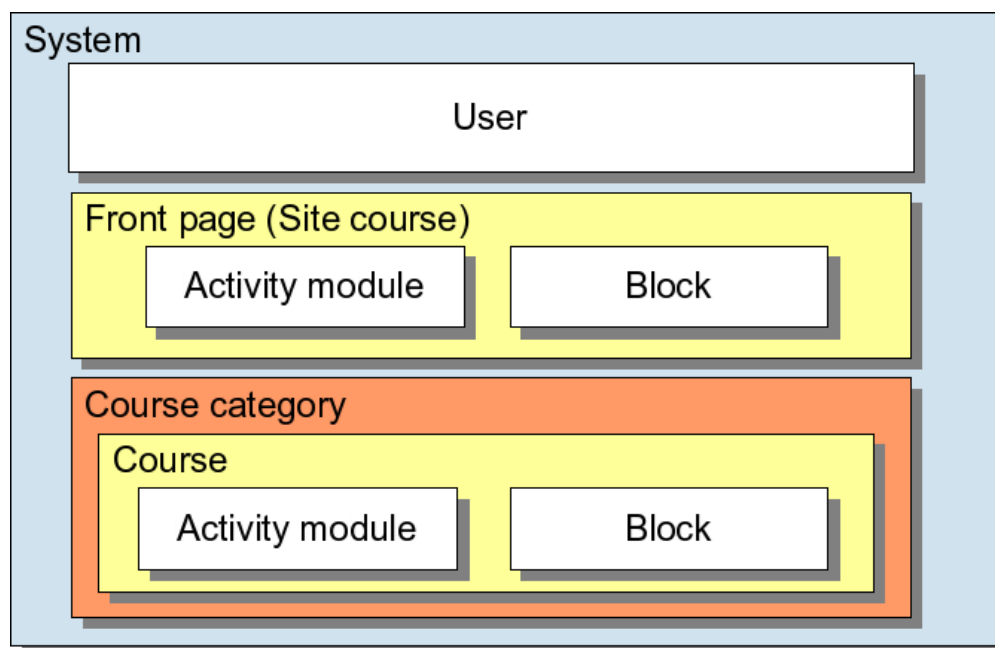 System
User
Front page (Site course)
Activity module
Block
Course category
Course
Activity module
Block